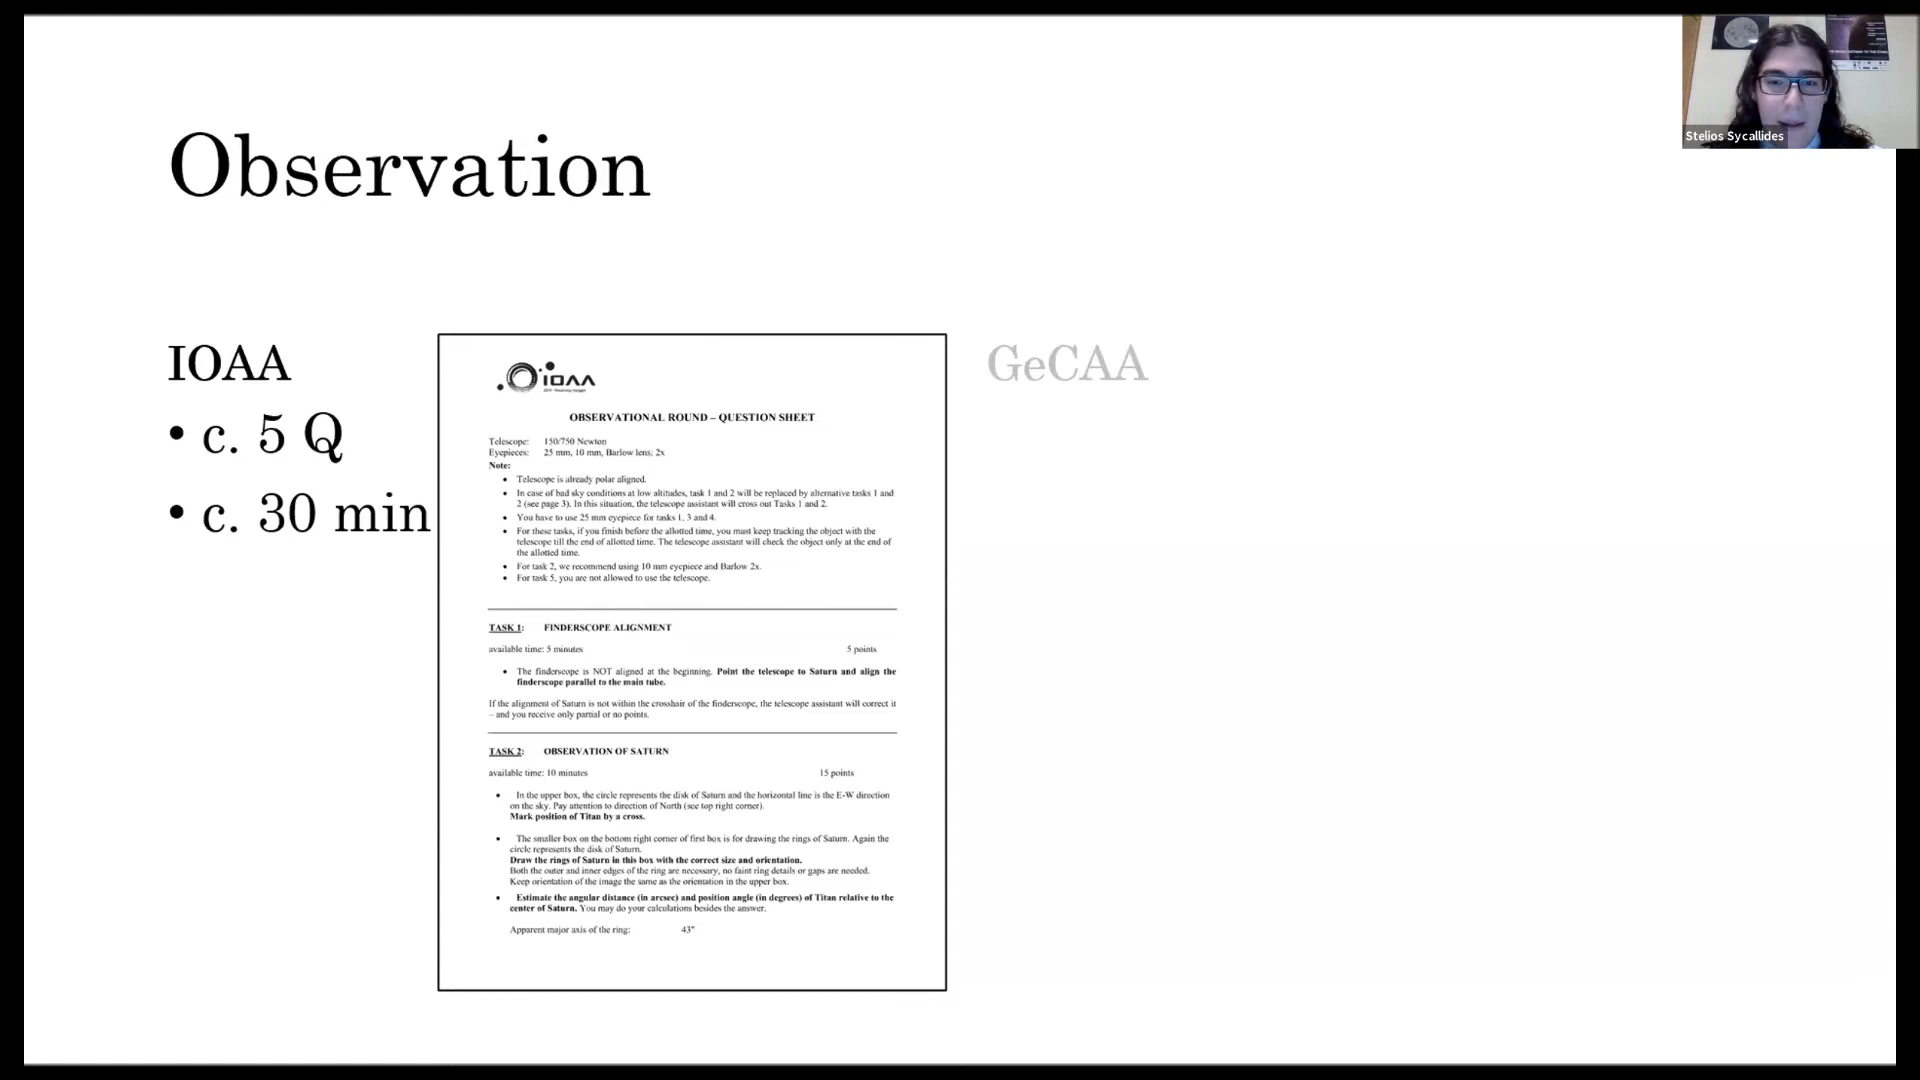 Stelios Sycallides
Observation
IOAA
• c. 5 Q
• c. 30 min
GeCAA
IOAA
OBSERVATIONAL ROUND – QUESTION SHEET
Telescope: 150/750 Newton
Eyepieces: 25 mm, 10 mm, Barlow lens: 2x
Note:
• Telescope is already polar aligned.
• In case of bad sky conditions at low altitudes, task 1 and 2 will be replaced by alternative tasks 1 and
2 (see page 3). In this situation, the telescope assistant will cross out Tasks 1 and 2.
• You have to use 25 mm eyepiece for tasks 1, 3 and 4.
• For these tasks, if you finish before the allotted time, you must keep tracking the object with the
telescope till the end of allotted time. The telescope assistant will check the object only at the end of
the allotted time.
• For task 2, we recommend using 10 mm eyepiece and Barlow 2x.
• For task 5, you are not allowed to use the telescope.
TASK 1: FINDERSCOPE ALIGNMENT
available time: 5 minutes 5 points
• The finderscope is NOT aligned at the beginning. Point the telescope to Saturn and align the
finderscope parallel to the main tube.
If the alignment of Saturn is not within the crosshair of the finderscope, the telescope assistant will correct it
– and you receive only partial or no points.
TASK 2: OBSERVATION OF SATURN
available time: 10 minutes 15 points
• In the upper box, the circle represents the disk of Saturn and the horizontal line is the E-W direction
on the sky. Pay attention to direction of North (see top right corner).
Mark position of Titan by a cross.
• The smaller box on the bottom right corner of first box is for drawing the rings of Saturn. Again the
circle represents the disk of Saturn.
Draw the rings of Saturn in this box with the correct size and orientation.
Both the outer and inner edges of the ring are necessary, no faint ring details or gaps are needed.
Keep orientation of the image the same as the orientation in the upper box.
• Estimate the angular distance (in arcsec) and position angle (in degrees) of Titan relative to the
center of Saturn. You may do your calculations besides the answer.
Apparent major axis of the ring: 43"